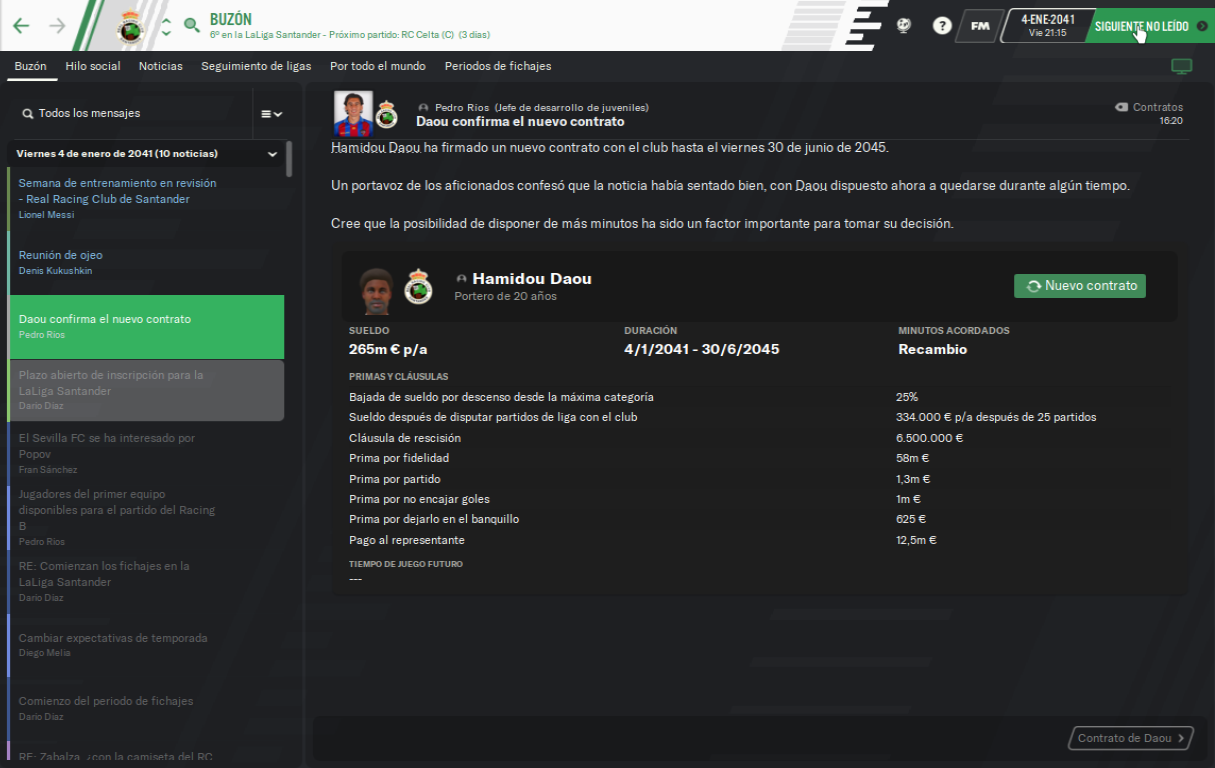 BUZÓN
6º en la LaLiga Santander - Próximo partido: RC Celta (C) (3 días)
?
FM
4-ENE-2041
Vie 21:15
SIGUIENTE NO LEÍDO
Buzón
Hilo social
Noticias
Seguimiento de ligas
Por todo el mundo
Periodos de fichajes
Todos los mensajes
Viernes 4 de enero de 2041 (10 noticias)
Semana de entrenamiento en revisión
- Real Racing Club de Santander
Lionel Messi
Reunión de ojeo
Denis Kukushkin
Daou confirma el nuevo contrato
Pedro Ríos
Plazo abierto de inscripción para la
LaLiga Santander
Darío Díaz
El Sevilla FC se ha interesado por
Popov
Fran Sánchez
Jugadores del primer equipo
disponibles para el partido del Racing
B
Pedro Ríos
RE: Comienzan los fichajes en la
LaLiga Santander
Darío Díaz
Cambiar expectativas de temporada
Diego Melia
Comienzo del periodo de fichajes
Darío Díaz
RE: Zabalza, ¿con la camiseta del RC
Pedro Ríos (Jefe de desarrollo de juveniles)
Daou confirma el nuevo contrato
Contratos
16:20
Hamidou Daou ha firmado un nuevo contrato con el club hasta el viernes 30 de junio de 2045.
Un portavoz de los aficionados confesó que la noticia había sentado bien, con Daou dispuesto ahora a quedarse durante algún tiempo.
Cree que la posibilidad de disponer de más minutos ha sido un factor importante para tomar su decisión.
Hamidou Daou
Portero de 20 años
Nuevo contrato
SUELDO
265m € p/a
DURACIÓN
4/1/2041 - 30/6/2045
MINUTOS ACORDADOS
Recambio
PRIMAS Y CLÁUSULAS
Bajada de sueldo por descenso desde la máxima categoría 25%
Sueldo después de disputar partidos de liga con el club 334.000 € p/a después de 25 partidos
Cláusula de rescisión 6.500.000 €
Prima por fidelidad 58m €
Prima por partido 1,3m €
Prima por no encajar goles 1m €
Prima por dejarlo en el banquillo 625 €
Pago al representante 12,5m €
TIEMPO DE JUEGO FUTURO
---
Contrato de Daou